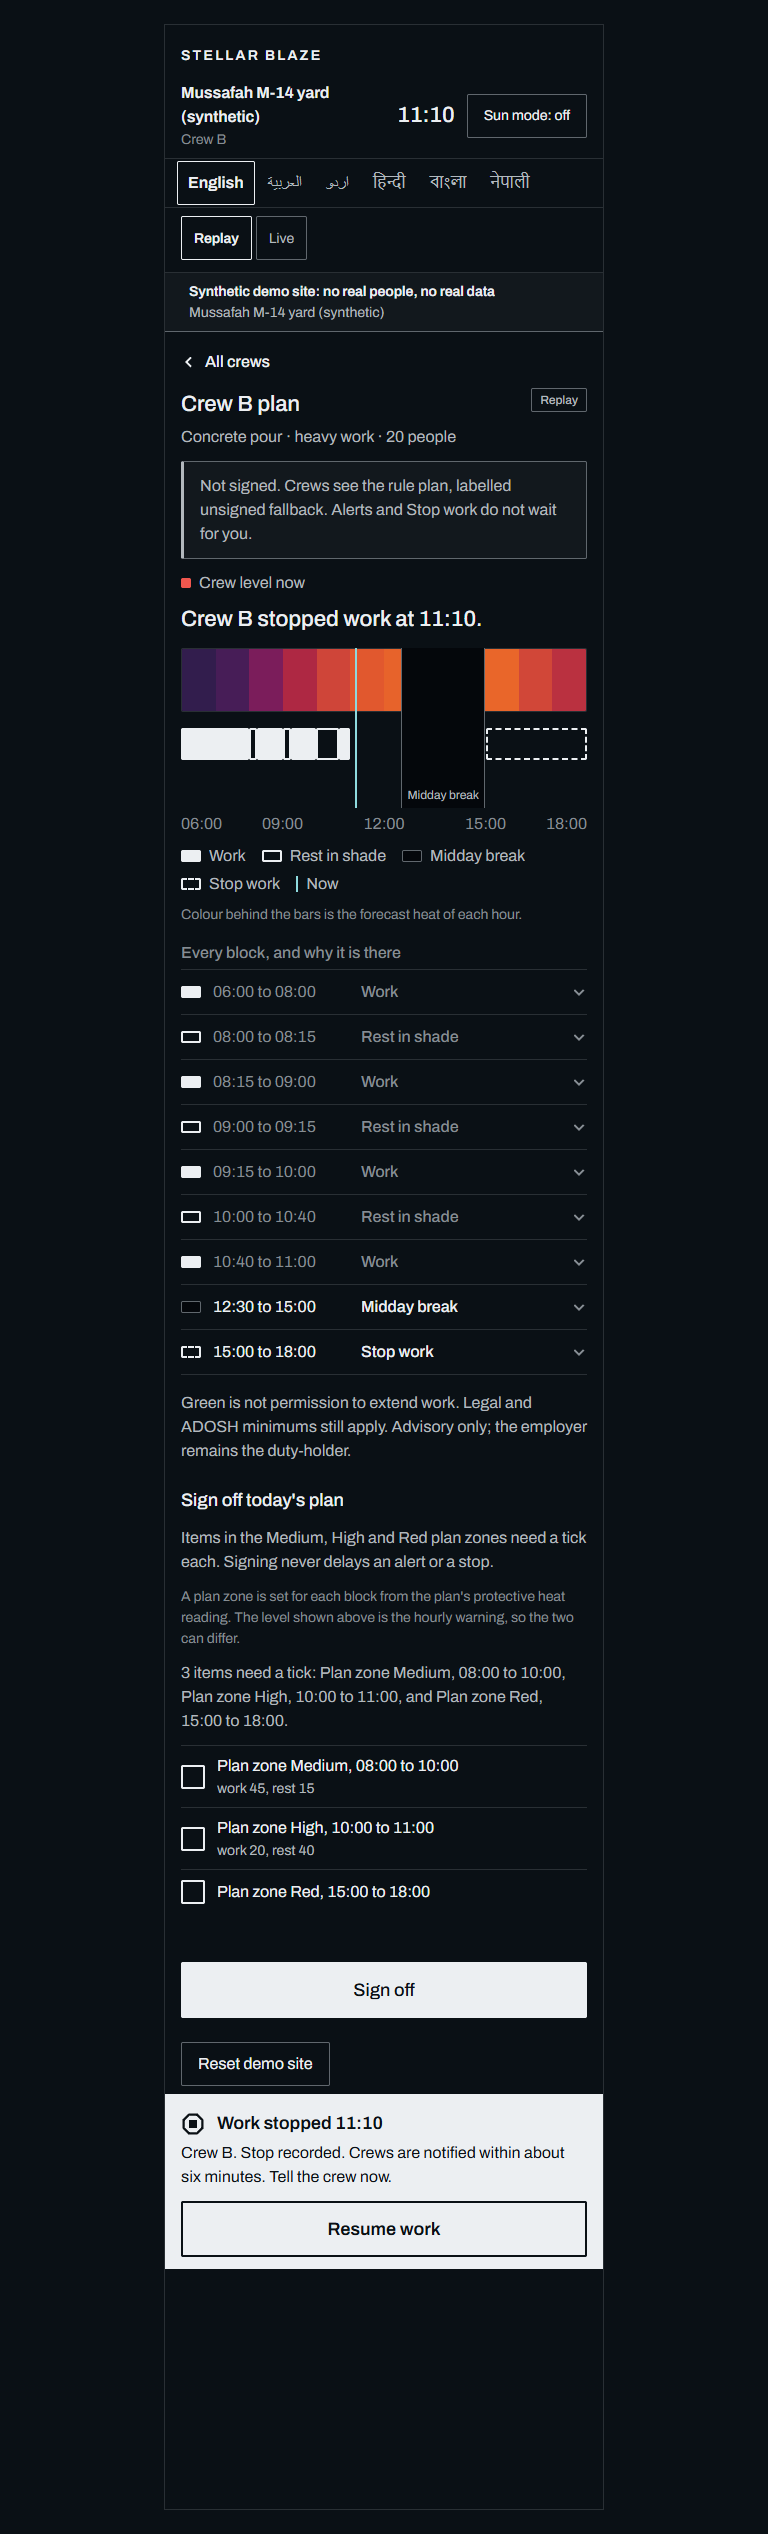 STELLAR BLAZE
Mussafah M-14 yard
(synthetic)
Crew B
11:10
Sun mode: off
English
العربية
اردو
हिन्दी
বাংলা
नेपाली
Replay
Live
Synthetic demo site: no real people, no real data
Mussafah M-14 yard (synthetic)
All crews
Crew B plan
Replay
Concrete pour · heavy work · 20 people
Not signed. Crews see the rule plan, labelled
unsigned fallback. Alerts and Stop work do not wait
for you.
Crew level now
Crew B stopped work at 11:10.
Midday break
06:00 09:00 12:00 15:00 18:00
Work Rest in shade Midday break
Stop work Now
Colour behind the bars is the forecast heat of each hour.
Every block, and why it is there
06:00 to 08:00 Work
08:00 to 08:15 Rest in shade
08:15 to 09:00 Work
09:00 to 09:15 Rest in shade
09:15 to 10:00 Work
10:00 to 10:40 Rest in shade
10:40 to 11:00 Work
12:30 to 15:00 Midday break
15:00 to 18:00 Stop work
Green is not permission to extend work. Legal and
ADOSH minimums still apply. Advisory only; the employer
remains the duty-holder.
Sign off today's plan
Items in the Medium, High and Red plan zones need a tick
each. Signing never delays an alert or a stop.
A plan zone is set for each block from the plan's protective heat
reading. The level shown above is the hourly warning, so the two
can differ.
3 items need a tick: Plan zone Medium, 08:00 to 10:00,
Plan zone High, 10:00 to 11:00, and Plan zone Red,
15:00 to 18:00.
Plan zone Medium, 08:00 to 10:00
work 45, rest 15
Plan zone High, 10:00 to 11:00
work 20, rest 40
Plan zone Red, 15:00 to 18:00
Sign off
Reset demo site
Work stopped 11:10
Crew B. Stop recorded. Crews are notified within about
six minutes. Tell the crew now.
Resume work